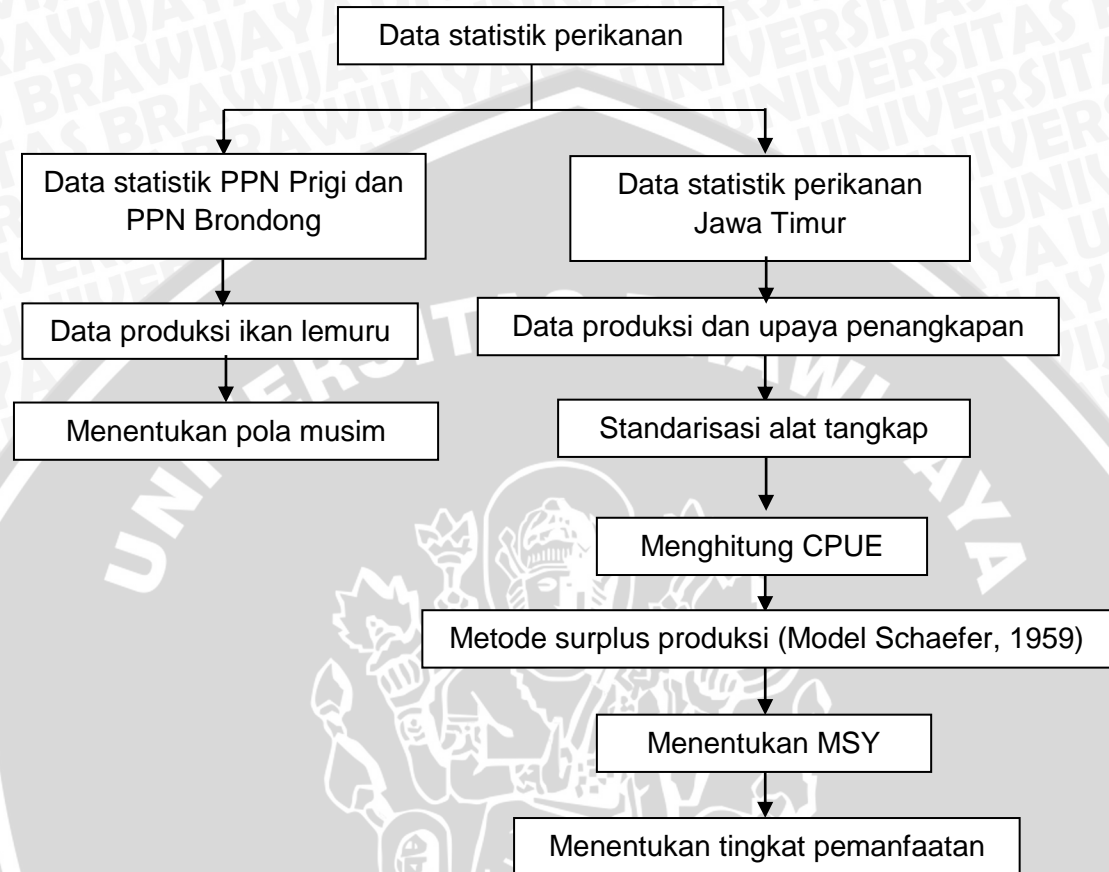 Data statistik perikanan
Data statistik PPN Prigi dan
PPN Brondong
Data produksi ikan lemuru
Menentukan pola musim
Data statistik perikanan
Jawa Timur
Data produksi dan upaya penangkapan
Standarisasi alat tangkap
Menghitung CPUE
Metode surplus produksi (Model Schaefer, 1959)
Menentukan MSY
Menentukan tingkat pemanfaatan